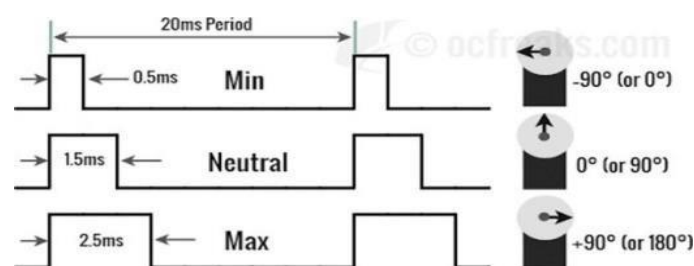 20ms Period
© ocfreaks.com
0.5ms
Min
-90° (or 0°)
1.5ms
Neutral
0° (or 90°)
2.5ms
Max
+90° (or 180°)